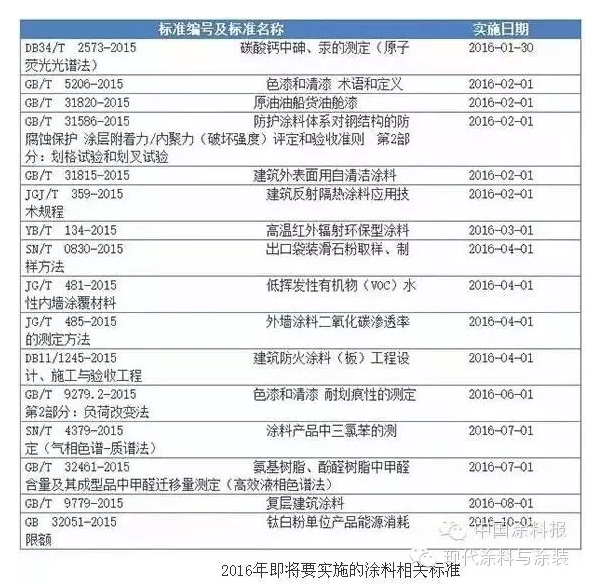 标准编号及标准名称 实施日期
DB34/T 2573-2015 碳酸钙中砷、汞的测定（原子 2016-01-30
荧光光谱法）
GB/T 5206-2015 色漆和清漆 术语和定义 2016-02-01
GB/T 31820-2015 原油油船货油舱漆 2016-02-01
GB/T 31586-2015 防护涂料体系对钢结构的防 2016-02-01
腐蚀保护 涂层附着力/内聚力（破坏强度）评定和验收准则 第2部
分：划格试验和划叉试验
GB/T 31815-2015 建筑外表面用自清洁涂料 2016-02-01
JGJ/T 359-2015 建筑反射隔热涂料应用技 2016-02-01
术规程
YB/T 134-2015 高温红外辐射环保型涂料 2016-03-01
SN/T 0830-2015 出口袋装滑石粉取样、制 2016-04-01
样方法
JG/T 481-2015 低挥发性有机物（VOC）水 2016-04-01
性内墙涂覆材料
JG/T 485-2015 外墙涂料二氧化碳渗透率 2016-04-01
的测定方法
DB11/1245-2015 建筑防火涂料（板）工程设 2016-04-01
计、施工与验收工程
GB/T 9279.2-2015 色漆和清漆 耐划痕性的测定 2016-06-01
第2部分：负荷改变法
SN/T 4379-2015 涂料产品中三氯苯的测 2016-07-01
定（气相色谱-质谱法）
GB/T 32461-2015 氨基树脂、酚醛树脂中甲醛 2016-07-01
含量及其成型品中甲醛迁移量测定（高效液相色谱法）
GB/T 9779-2015 复层建筑涂料 2016-08-01
GB 32051-2015 钛白粉单位产品能源消耗 2016-10-01
限额
中国涂料报
现代涂料与涂装
2016年即将要实施的涂料相关标准